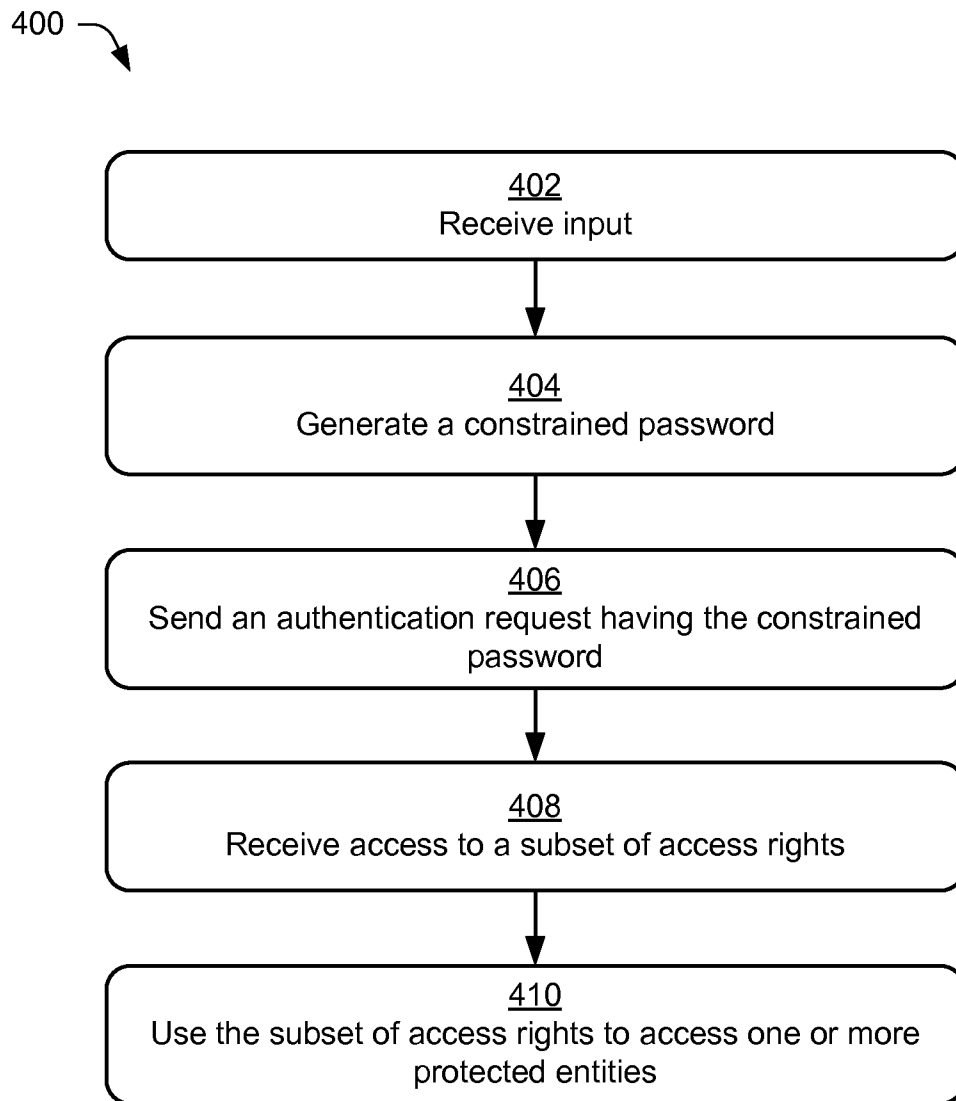 400
402
Receive input
404
Generate a constrained password
406
Send an authentication request having the constrained
password
408
Receive access to a subset of access rights
410
Use the subset of access rights to access one or more
protected entities